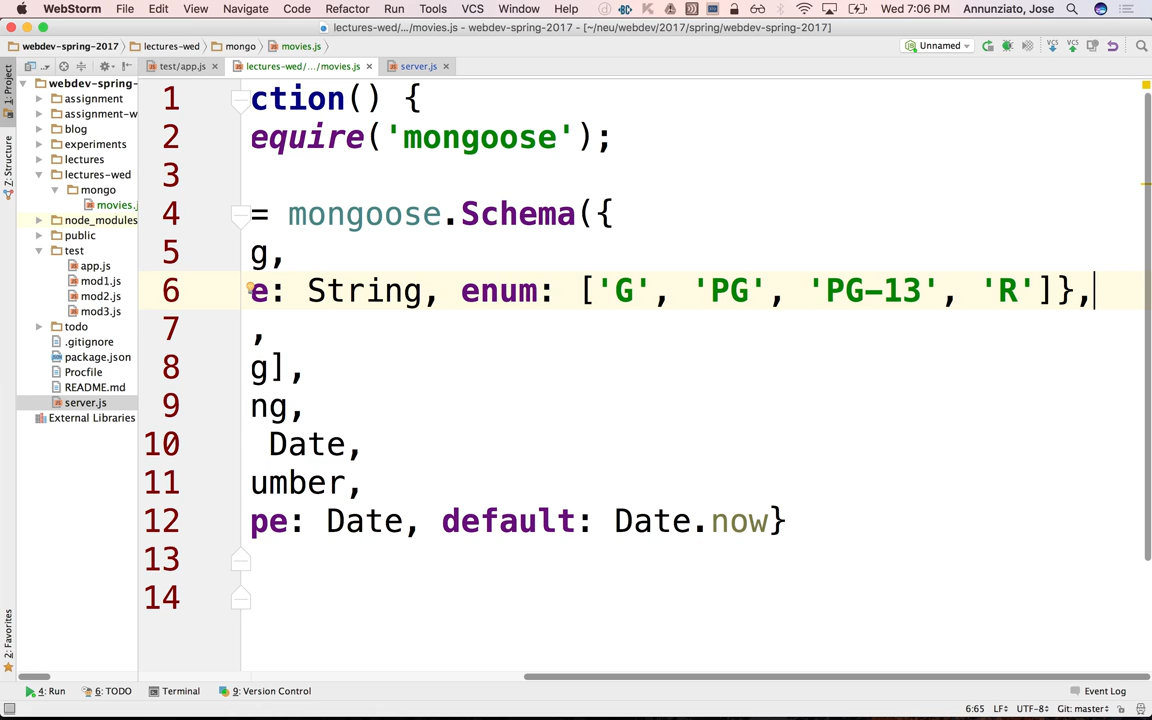 WebStorm File Edit View Navigate Code Refactor Run Tools VCS Window Help Wed 7:06 PM Annunziato, Jose
lectures-wed/.../movies.js - webdev-spring-2017 - [~/neu/webdev/2017/spring/webdev-spring-2017]
webdev-spring-2017 lectures-wed mongo movies.js Unnamed
test/app.js lectures-wed/.../movies.js server.js
1: Project
Z: Structure
2: Favorites
webdev-spring-
assignment
assignment-w
blog
experiments
lectures
lectures-wed
mongo
movies.j
node_modules
public
test
app.js
mod1.js
mod2.js
mod3.js
todo
.gitignore
package.json
Procfile
README.md
server.js
External Libraries
1 ction() {
2 equire('mongoose');
3
4 = mongoose.Schema({
5 g,
6 e: String, enum: ['G', 'PG', 'PG-13', 'R']},
7 ,
8 g],
9 ng,
10 Date,
11 umber,
12 pe: Date, default: Date.now}
13
14
4: Run 6: TODO Terminal 9: Version Control Event Log
6:65 LF UTF-8 Git: master